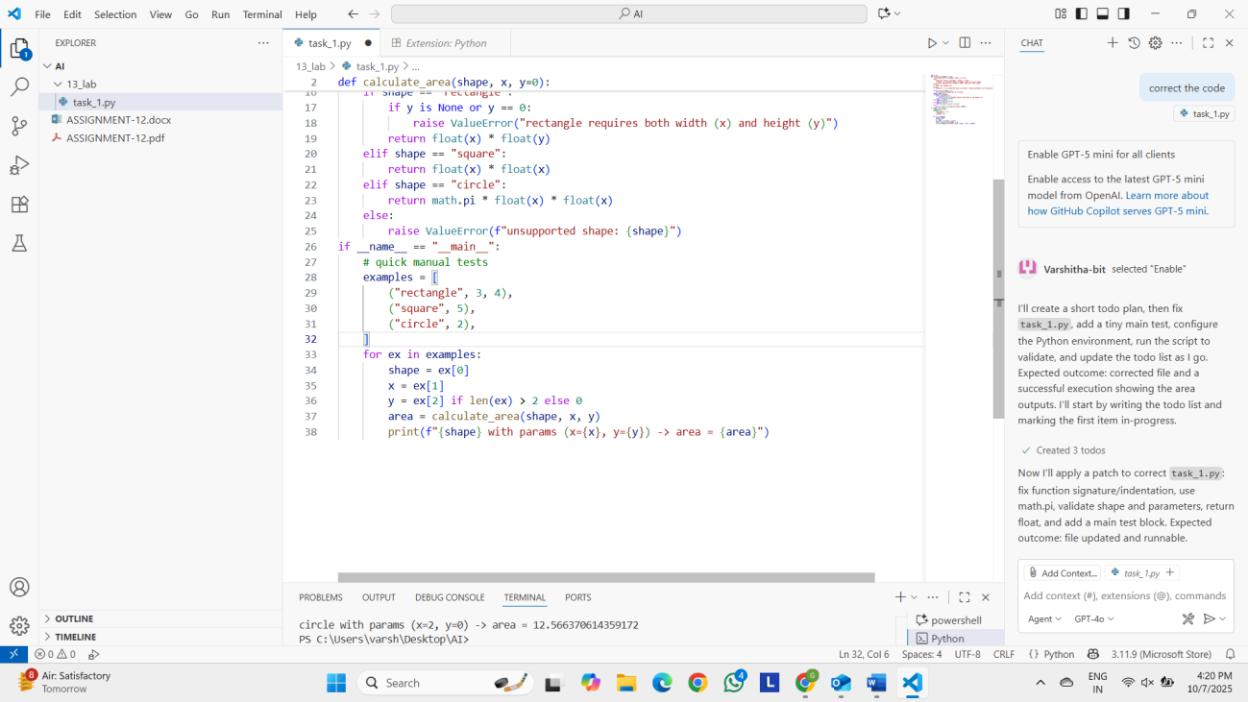 File Edit Selection View Go Run Terminal Help
AI
EXPLORER
AI
13_lab
task_1.py
ASSIGNMENT-12.docx
ASSIGNMENT-12.pdf
OUTLINE
TIMELINE
task_1.py
Extension: Python
13_lab > task_1.py > ...
2 def calculate_area(shape, x, y=0):
16 if shape == "rectangle":
17 if y is None or y == 0:
18 raise ValueError("rectangle requires both width (x) and height (y)")
19 return float(x) * float(y)
20 elif shape == "square":
21 return float(x) * float(x)
22 elif shape == "circle":
23 return math.pi * float(x) * float(x)
24 else:
25 raise ValueError(f"unsupported shape: {shape}")
26 if __name__ == "__main__":
27 # quick manual tests
28 examples = [
29 ("rectangle", 3, 4),
30 ("square", 5),
31 ("circle", 2),
32 ]
33 for ex in examples:
34 shape = ex[0]
35 x = ex[1]
36 y = ex[2] if len(ex) > 2 else 0
37 area = calculate_area(shape, x, y)
38 print(f"{shape} with params (x={x}, y={y}) -> area = {area}")
PROBLEMS OUTPUT DEBUG CONSOLE TERMINAL PORTS
circle with params (x=2, y=0) -> area = 12.566370614359172
PS C:\Users\varsh\Desktop\AI>
powershell
Python
CHAT
correct the code
task_1.py
Enable GPT-5 mini for all clients
Enable access to the latest GPT-5 mini
model from OpenAI. Learn more about
how GitHub Copilot serves GPT-5 mini.
Varshitha-bit selected "Enable"
I'll create a short todo plan, then fix
task_1.py, add a tiny main test, configure
the Python environment, run the script to
validate, and update the todo list as I go.
Expected outcome: corrected file and a
successful execution showing the area
outputs. I'll start by writing the todo list and
marking the first item in-progress.
Created 3 todos
Now I'll apply a patch to correct task_1.py:
fix function signature/indentation, use
math.pi, validate shape and parameters, return
float, and add a main test block. Expected
outcome: file updated and runnable.
Add Context... task_1.py
Add context (#), extensions (@), commands
Agent GPT-4o
0 0
Ln 32, Col 6 Spaces: 4 UTF-8 CRLF {} Python 3.11.9 (Microsoft Store)
8
Air: Satisfactory
Tomorrow
Search
4
ENG
IN
4:20 PM
10/7/2025